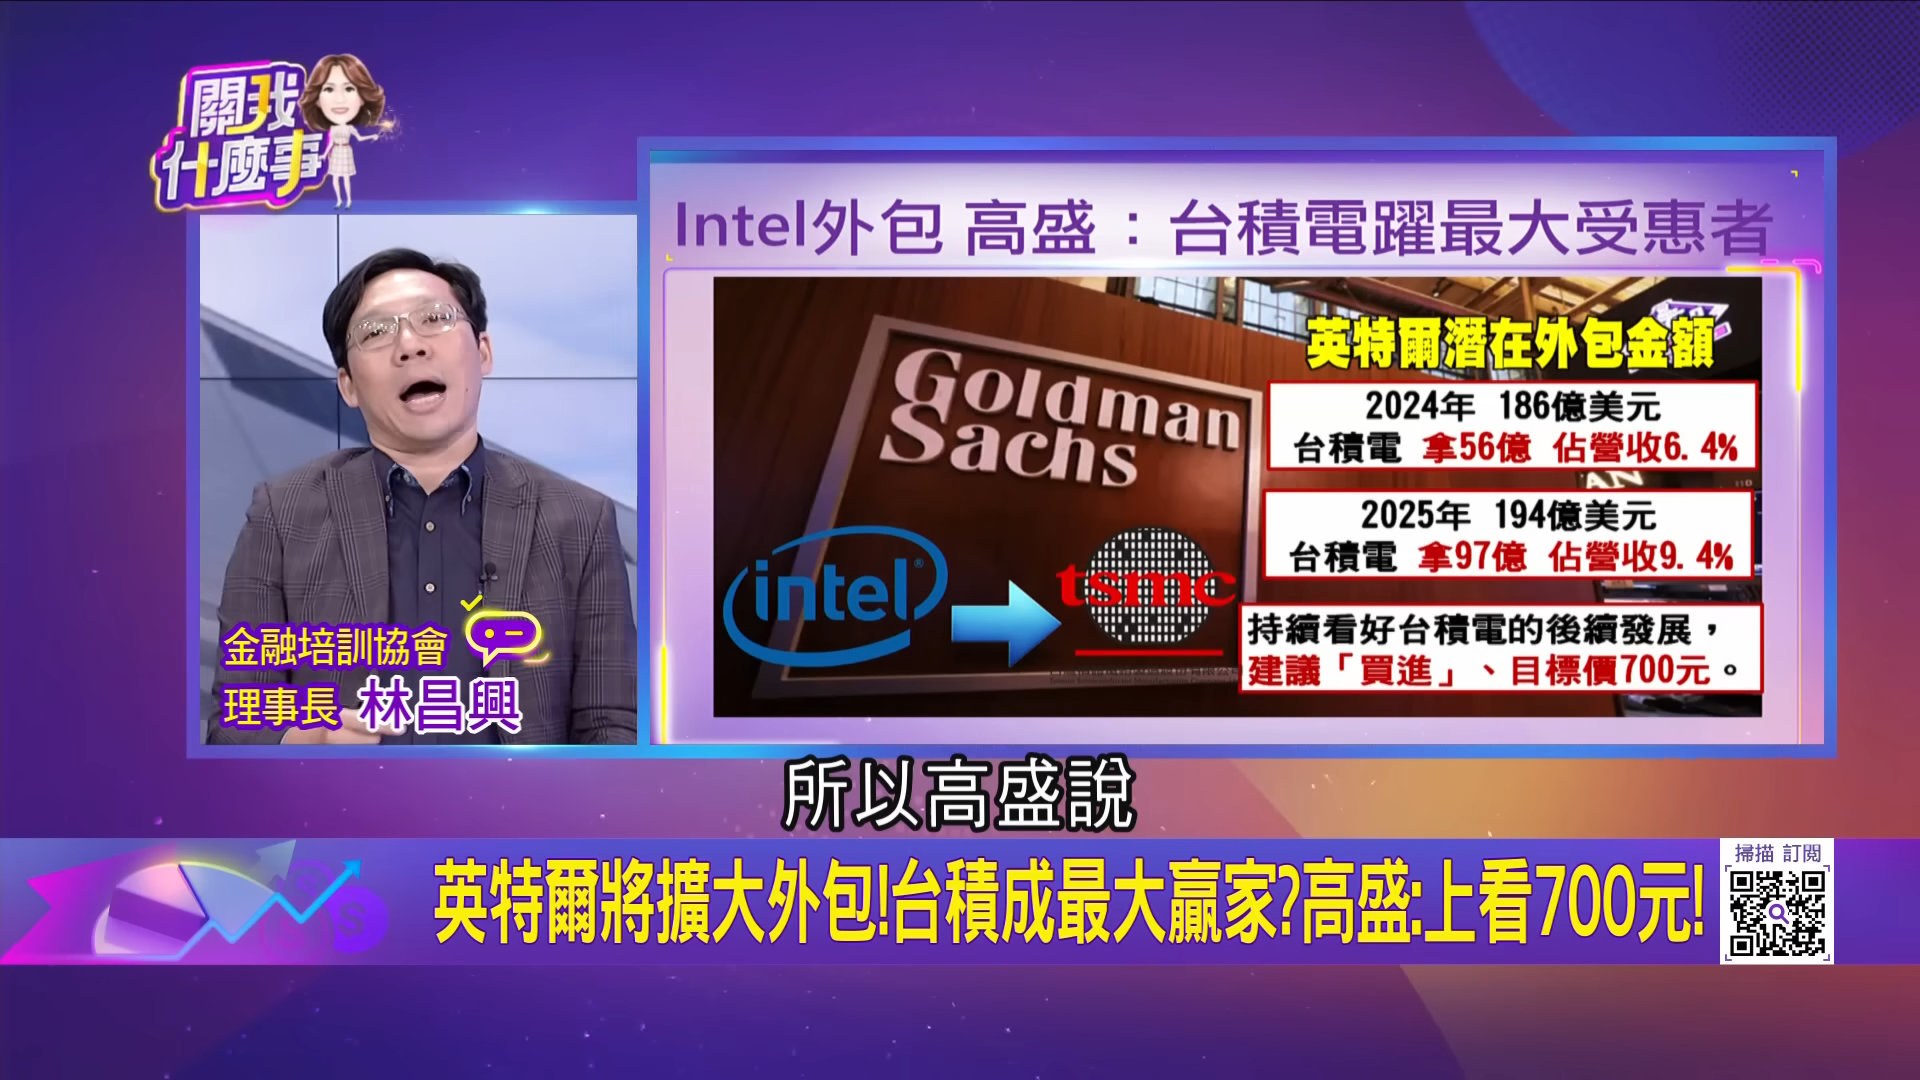 關我
什麼事
Intel外包 高盛：台積電躍最大受惠者
Goldman
Sachs
英特爾潛在外包金額
2024年 186億美元
台積電 拿56億 佔營收6.4%
2025年 194億美元
台積電 拿97億 佔營收9.4%
intel
tsmc
持續看好台積電的後續發展，
建議「買進」、目標價700元。
金融培訓協會
理事長 林昌興
所以高盛說
英特爾將擴大外包!台積成最大贏家?高盛:上看700元!
掃描 訂閱